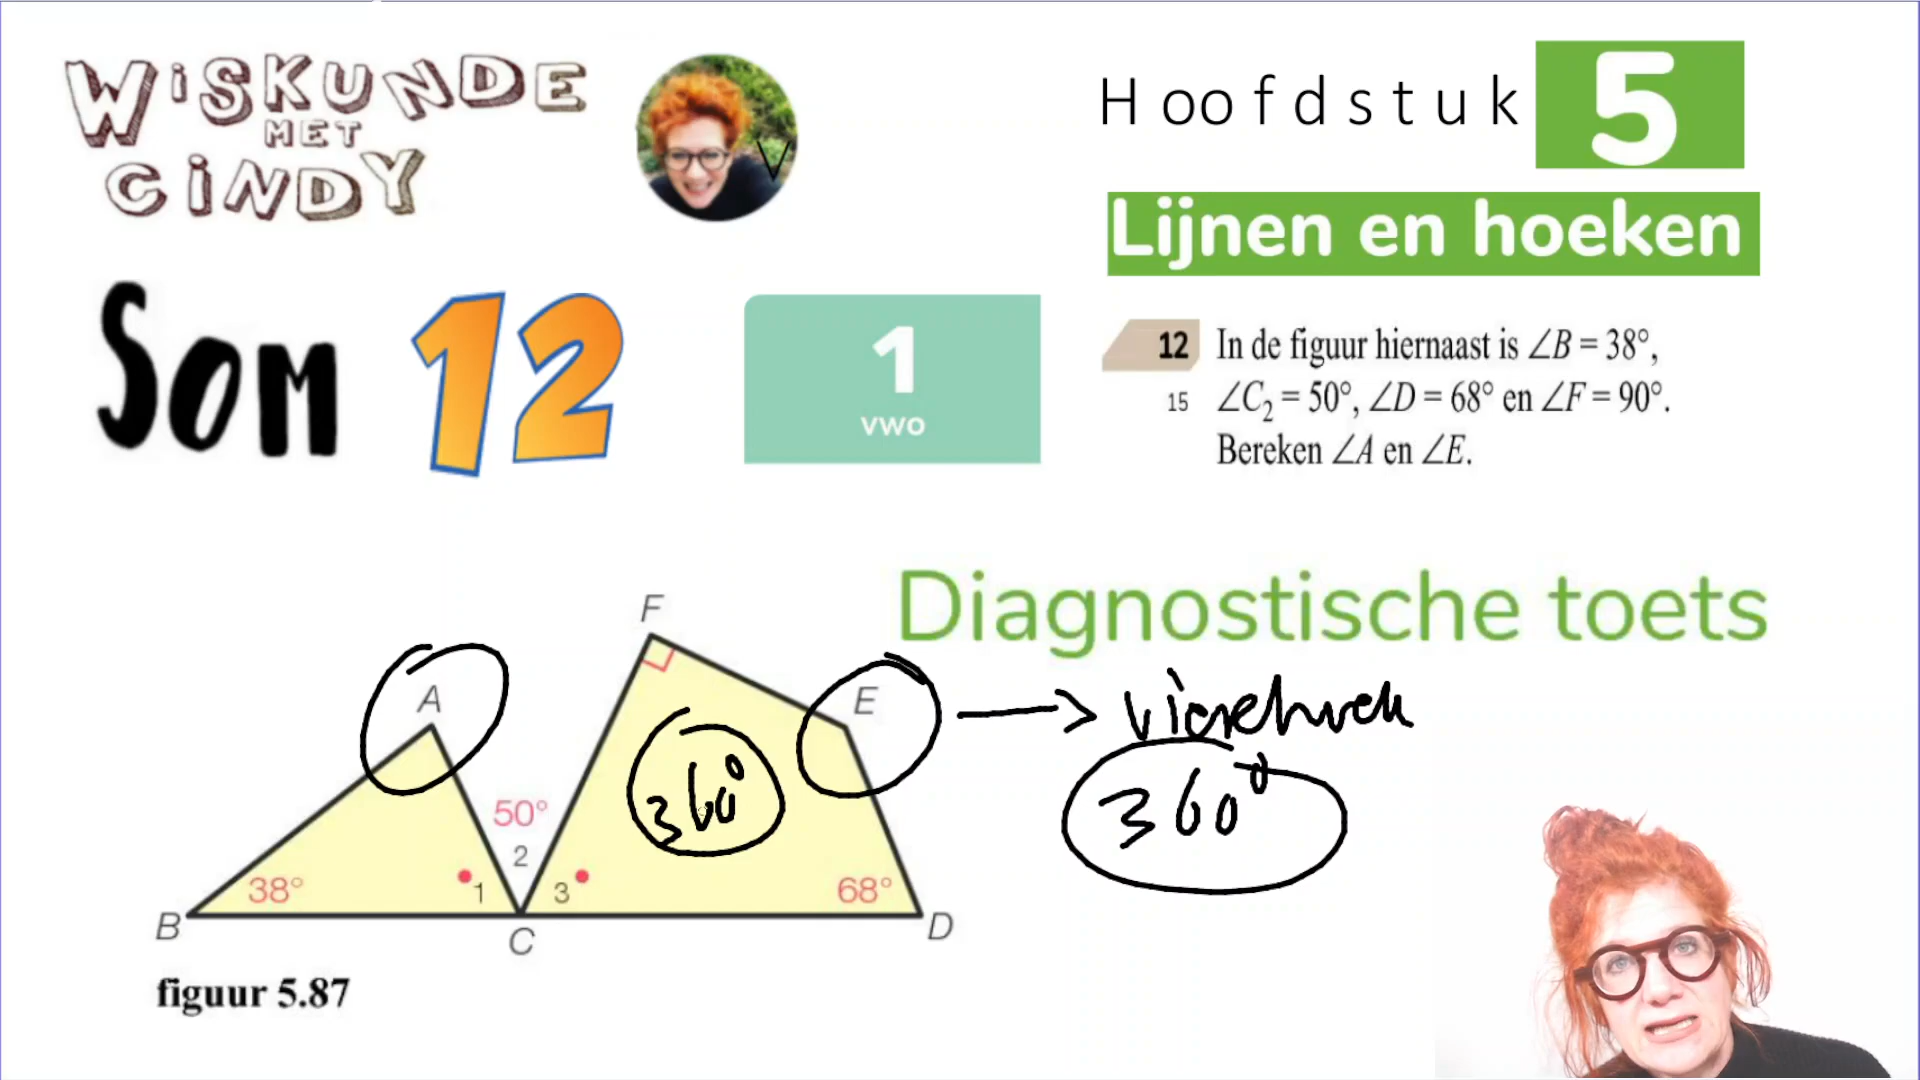 WiSKUNDE
MET
CiNDY
V
Hoofdstuk 5
Lijnen en hoeken
Som 12
1
vwo
12 In de figuur hiernaast is ∠B = 38°,
15 ∠C₂ = 50°, ∠D = 68° en ∠F = 90°.
Bereken ∠A en ∠E.
Diagnostische toets
F
A
E
vierhoek
360°
360°
50°
2
38°
1
3
68°
B
C
D
figuur 5.87